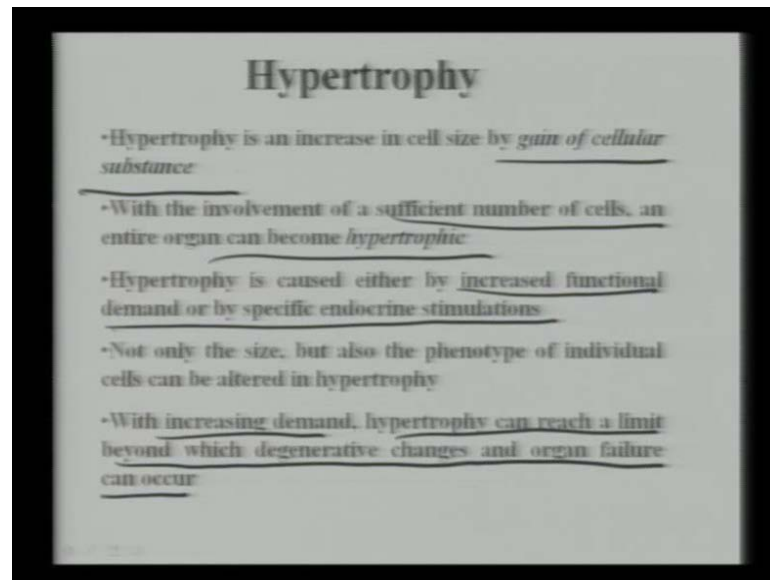 Hypertrophy
•Hypertrophy is an increase in cell size by gain of cellular
substance
•With the involvement of a sufficient number of cells, an
entire organ can become hypertrophic
•Hypertrophy is caused either by increased functional
demand or by specific endocrine stimulations
•Not only the size, but also the phenotype of individual
cells can be altered in hypertrophy
•With increasing demand, hypertrophy can reach a limit
beyond which degenerative changes and organ failure
can occur